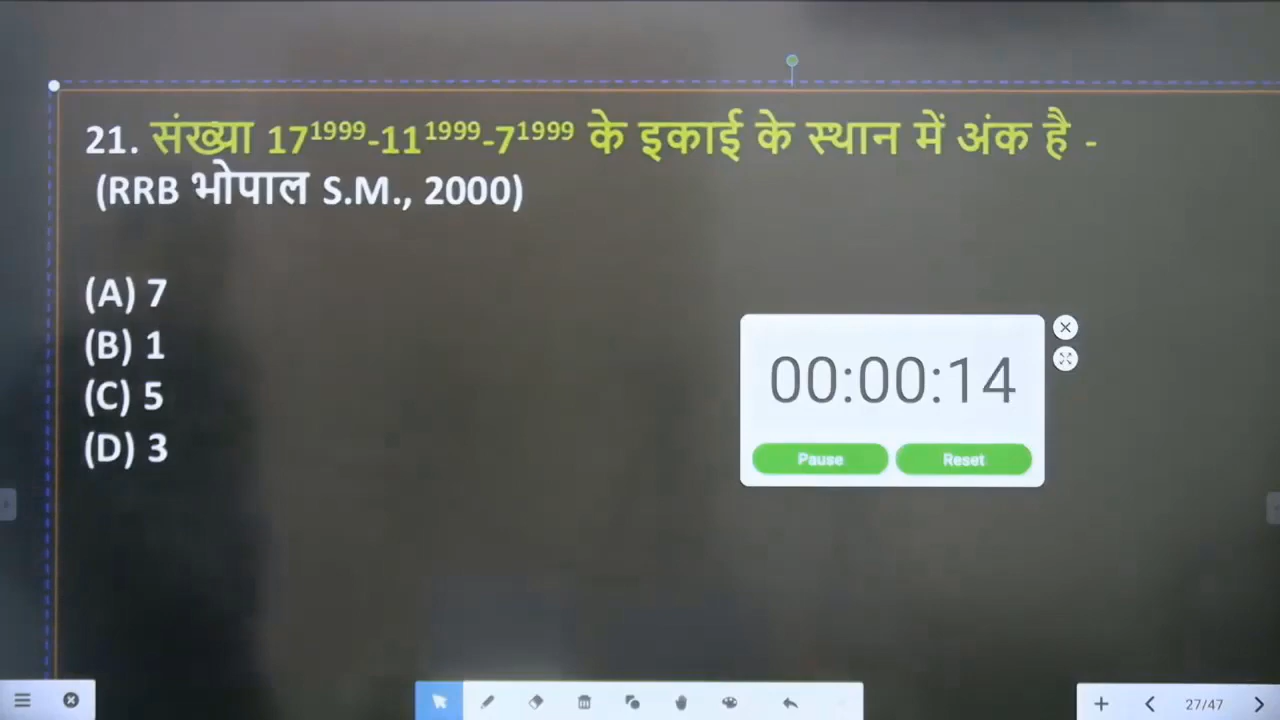 21. संख्या 17¹⁹⁹⁹-11¹⁹⁹⁹-7¹⁹⁹⁹ के इकाई के स्थान में अंक है -
(RRB भोपाल S.M., 2000)
(A) 7
(B) 1
(C) 5
(D) 3
00:00:14
Pause Reset
27/47